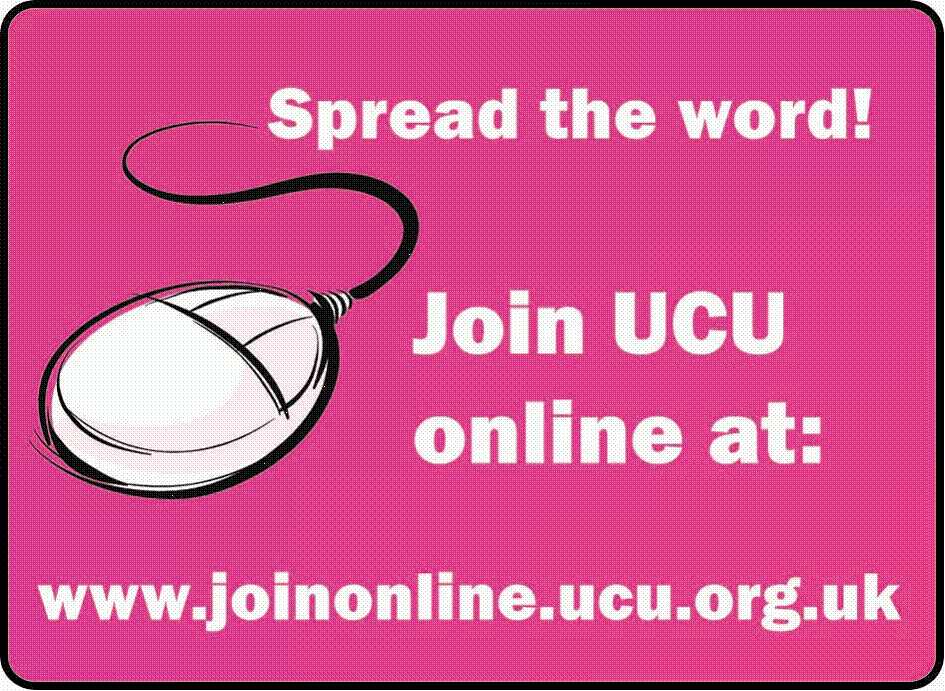 Spread the word!
Join UCU
online at:
www.joinonline.ucu.org.uk